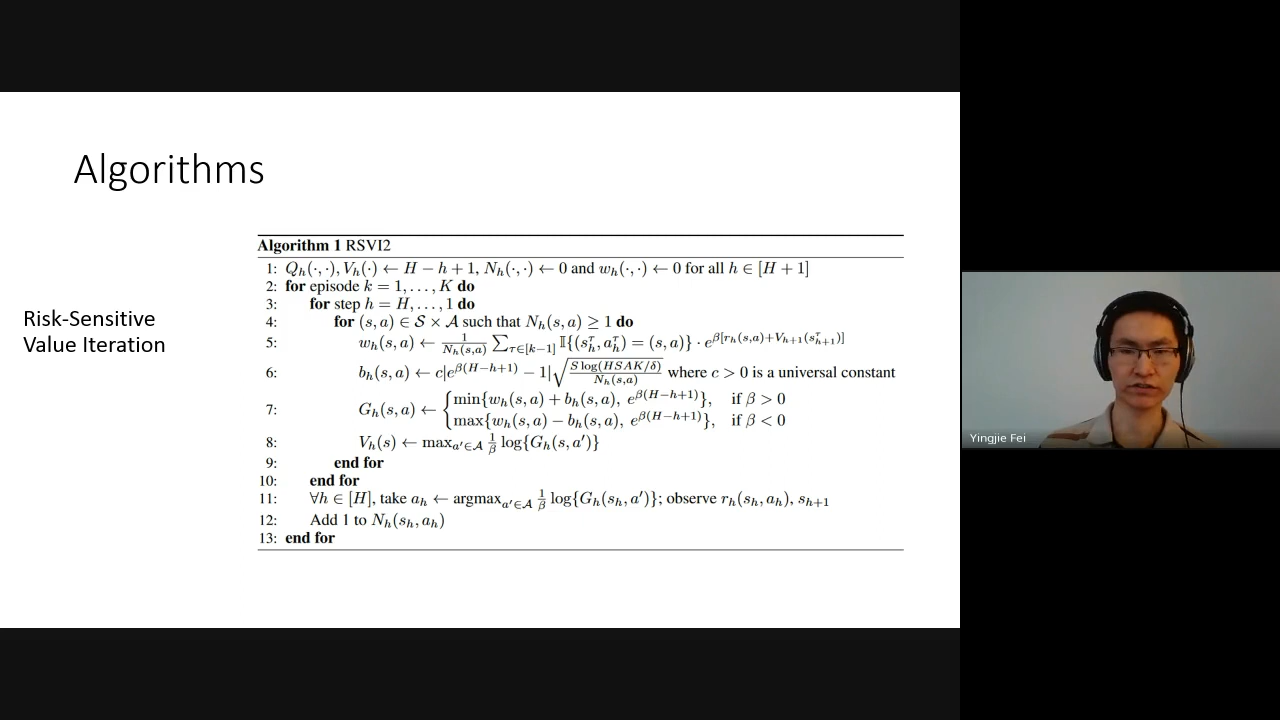 Algorithms
Risk-Sensitive
Value Iteration
Algorithm 1 RSVI2
1: Q_h(·,·), V_h(·) ← H − h + 1, N_h(·,·) ← 0 and w_h(·,·) ← 0 for all h ∈ [H + 1]
2: for episode k = 1, . . . , K do
3: for step h = H, . . . , 1 do
4: for (s, a) ∈ 𝒮 × 𝒜 such that N_h(s, a) ≥ 1 do
5: w_h(s, a) ← \frac{1}{N_h(s,a)} ∑_{τ∈[k−1]} 𝕀{(s_h^τ, a_h^τ) = (s, a)} · e^{β[r_h(s,a)+V_{h+1}(s_{h+1}^τ)]}
6: b_h(s, a) ← c|e^{β(H−h+1)} − 1|\sqrt{\frac{S log(HSAK/δ)}{N_h(s,a)}} where c > 0 is a universal constant
7: G_h(s, a) ← { min{w_h(s, a) + b_h(s, a), e^{β(H−h+1)}}, if β > 0
max{w_h(s, a) − b_h(s, a), e^{β(H−h+1)}}, if β < 0
8: V_h(s) ← max_{a′∈𝒜} \frac{1}{β} log{G_h(s, a′)}
9: end for
10: end for
11: ∀h ∈ [H], take a_h ← argmax_{a′∈𝒜} \frac{1}{β} log{G_h(s_h, a′)}; observe r_h(s_h, a_h), s_{h+1}
12: Add 1 to N_h(s_h, a_h)
13: end for
Yingjie Fei